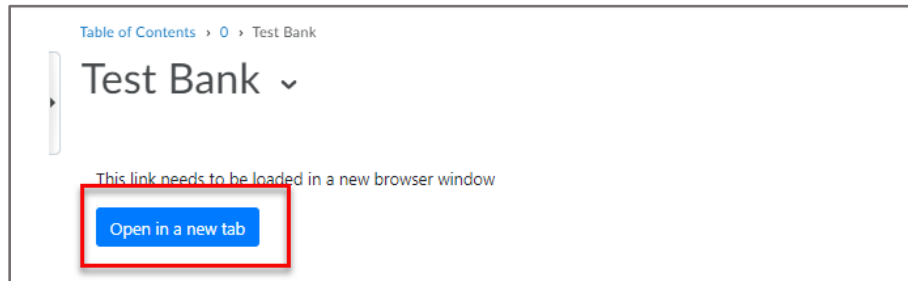 Table of Contents › 0 › Test Bank
Test Bank
This link needs to be loaded in a new browser window
Open in a new tab